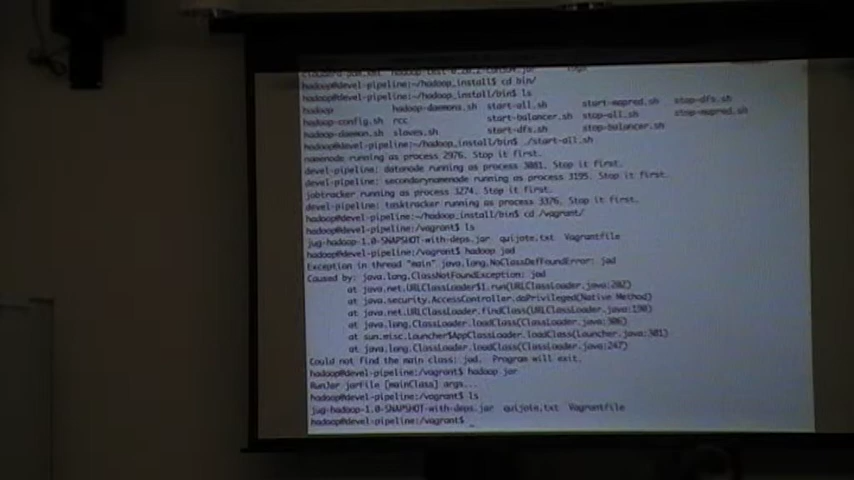 hadoop@devel-pipeline:~/hadoop_install$ cd bin/
hadoop@devel-pipeline:~/hadoop_install/bin$ ls
hadoop hadoop-daemons.sh start-all.sh start-mapred.sh stop-dfs.sh
hadoop-config.sh rcc start-balancer.sh stop-all.sh stop-mapred.sh
hadoop-daemon.sh slaves.sh start-dfs.sh stop-balancer.sh
hadoop@devel-pipeline:~/hadoop_install/bin$ ./start-all.sh
namenode running as process 2976. Stop it first.
devel-pipeline: datanode running as process 3081. Stop it first.
devel-pipeline: secondarynamenode running as process 3195. Stop it first.
jobtracker running as process 3274. Stop it first.
devel-pipeline: tasktracker running as process 3376. Stop it first.
hadoop@devel-pipeline:~/hadoop_install/bin$ cd /vagrant/
hadoop@devel-pipeline:/vagrant$ ls
jug-hadoop-1.0-SNAPSHOT-with-deps.jar quijote.txt Vagrantfile
hadoop@devel-pipeline:/vagrant$ hadoop jad
Exception in thread "main" java.lang.NoClassDefFoundError: jad
Caused by: java.lang.ClassNotFoundException: jad
at java.net.URLClassLoader$1.run(URLClassLoader.java:202)
at java.security.AccessController.doPrivileged(Native Method)
at java.net.URLClassLoader.findClass(URLClassLoader.java:190)
at java.lang.ClassLoader.loadClass(ClassLoader.java:306)
at sun.misc.Launcher$AppClassLoader.loadClass(Launcher.java:301)
at java.lang.ClassLoader.loadClass(ClassLoader.java:247)
Could not find the main class: jad. Program will exit.
hadoop@devel-pipeline:/vagrant$ hadoop jar
RunJar jarFile [mainClass] args...
hadoop@devel-pipeline:/vagrant$ ls
jug-hadoop-1.0-SNAPSHOT-with-deps.jar quijote.txt Vagrantfile
hadoop@devel-pipeline:/vagrant$ _